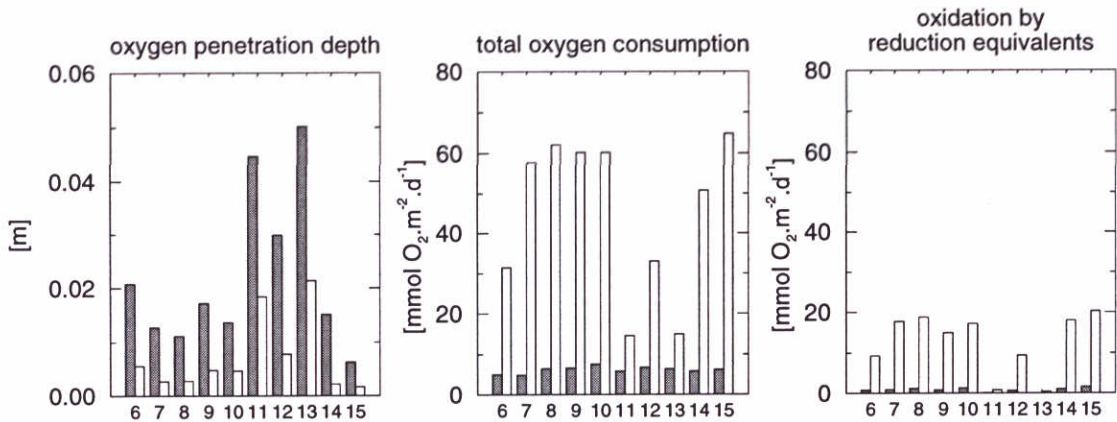 oxygen penetration depth
0.06
0.04
0.02
0.00
[m]
6 7 8 9 10 11 12 13 14 15
total oxygen consumption
80
60
40
20
0
[mmol O₂.m⁻².d⁻¹]
6 7 8 9 10 11 12 13 14 15
oxidation by
reduction equivalents
80
60
40
20
0
[mmol O₂.m⁻².d⁻¹]
6 7 8 9 10 11 12 13 14 15